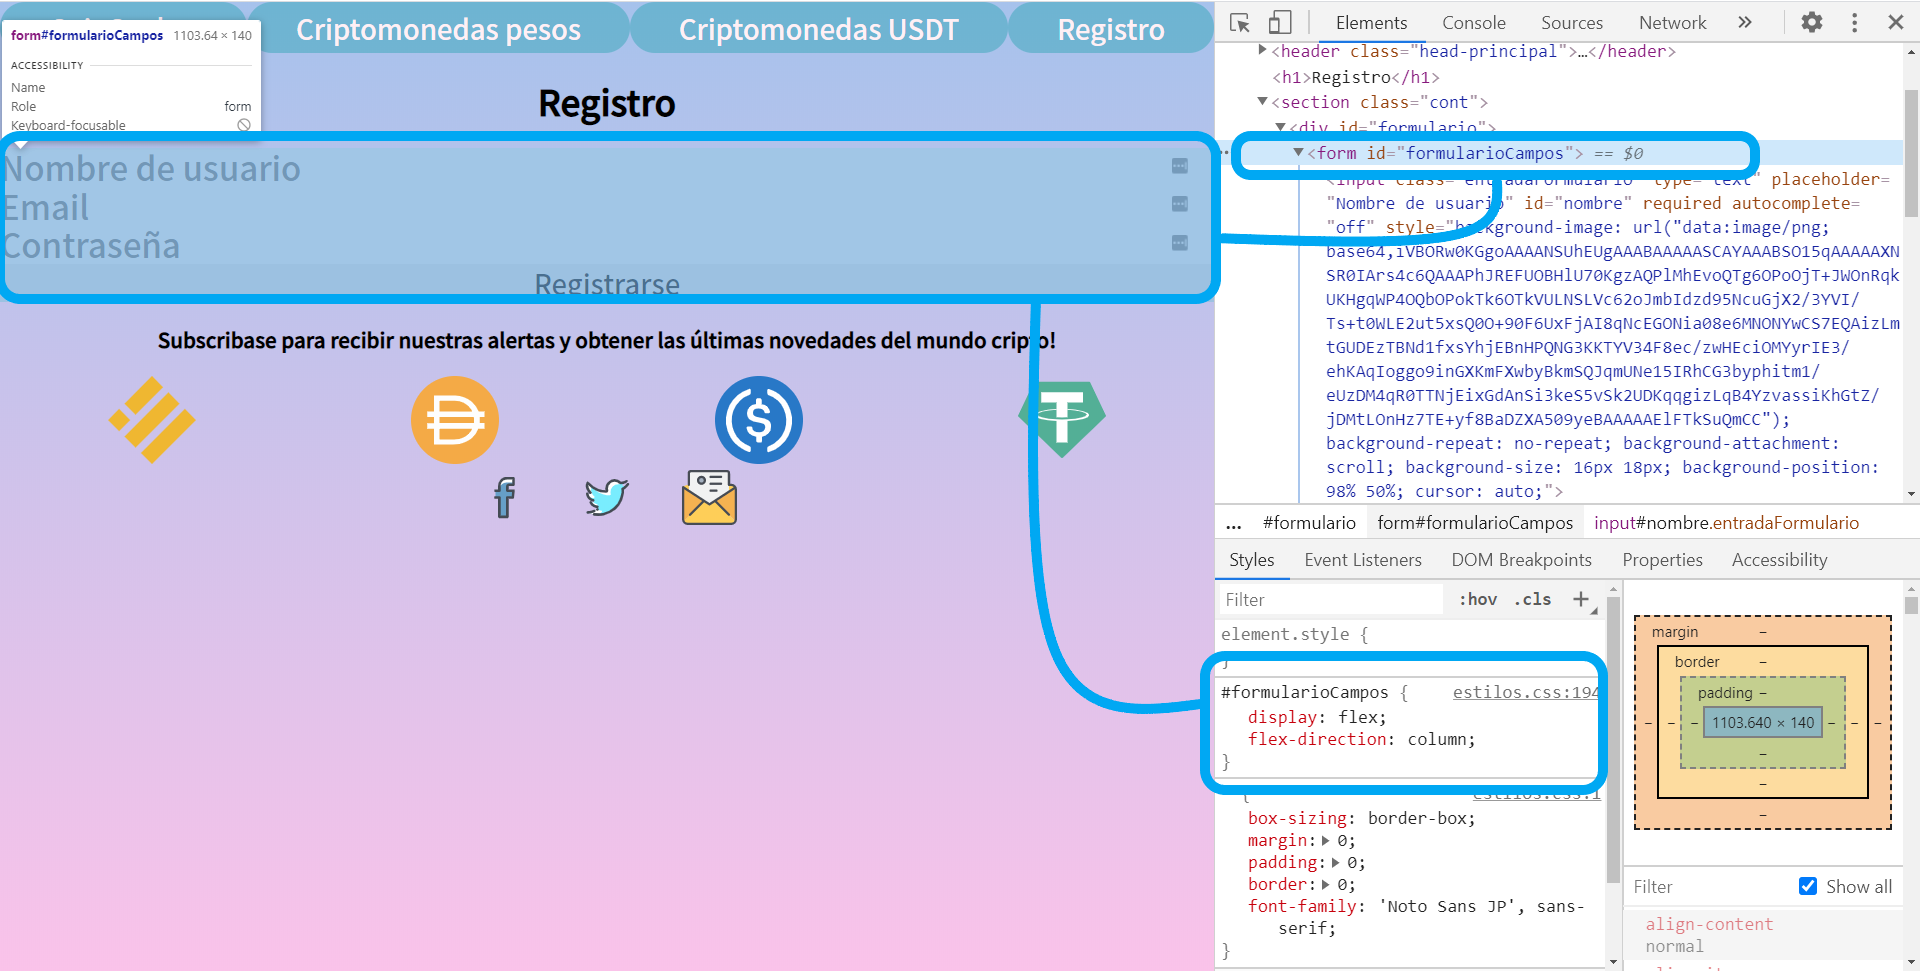 Criptomonedas pesos
Criptomonedas USDT
Registro
form#formularioCampos 1103.64 × 140
ACCESSIBILITY
Name
Role form
Keyboard-focusable
Registro
Nombre de usuario
Email
Contraseña
Registrarse
Subscribase para recibir nuestras alertas y obtener las últimas novedades del mundo cripto!
Elements Console Sources Network »
<header class="head-principal">…</header>
<h1>Registro</h1>
<section class="cont">
<div id="formulario">
<form id="formularioCampos"> == $0
<input class="entradaFormulario" type="text" placeholder=
"Nombre de usuario" id="nombre" required autocomplete=
"off" style="background-image: url("data:image/png;
base64,iVBORw0KGgoAAAANSUhEUgAAABAAAAASCAYAAABSO15qAAAAAXN
SR0IArs4c6QAAAPhJREFUOBHlU70KgzAQPlMhEvoQTg6OPoOjT+JWOnRqk
UKHgqWP4OQbOPokTk6OTkVULNSLVc62oJmbIdzd95NcuGjX2/3YVI/
Ts+t0WLE2ut5xsQ0O+90F6UxFjAI8qNcEGONia08e6MNONYwCS7EQAizLm
tGUDEzTBNd1fxsYhjEBnHPQNG3KKTYV34F8ec/zwHEciOMYyrIE3/
ehKAqIoggo9inGXKmFXwbyBkmSQJqmUNe15IRhCG3byphitm1/
eUzDM4qR0TTNjEixGdAnSi3keS5vSk2UDKqqgizLqB4YzvassiKhGtZ/
jDMtLOnHz7TE+yf8BaDZXA509yeBAAAAAElFTkSuQmCC");
background-repeat: no-repeat; background-attachment:
scroll; background-size: 16px 18px; background-position:
98% 50%; cursor: auto;">
... #formulario form#formularioCampos input#nombre.entradaFormulario
Styles Event Listeners DOM Breakpoints Properties Accessibility
Filter :hov .cls +
element.style {
}
#formularioCampos { estilos.css:194
display: flex;
flex-direction: column;
}
{ estilos.css:1
box-sizing: border-box;
margin: 0;
padding: 0;
border: 0;
font-family: 'Noto Sans JP', sans-
serif;
}
margin –
border –
padding –
– – – 1103.640 × 140 – – –
–
–
–
Filter Show all
align-content
normal